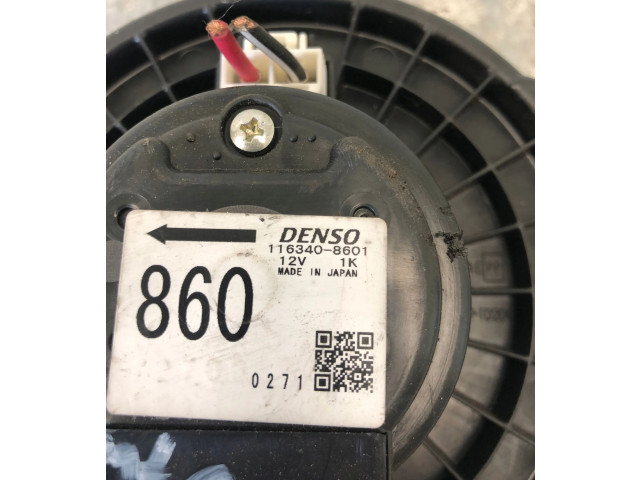 DENSO
116340-8601
12V 1K
MADE IN JAPAN
860
0271